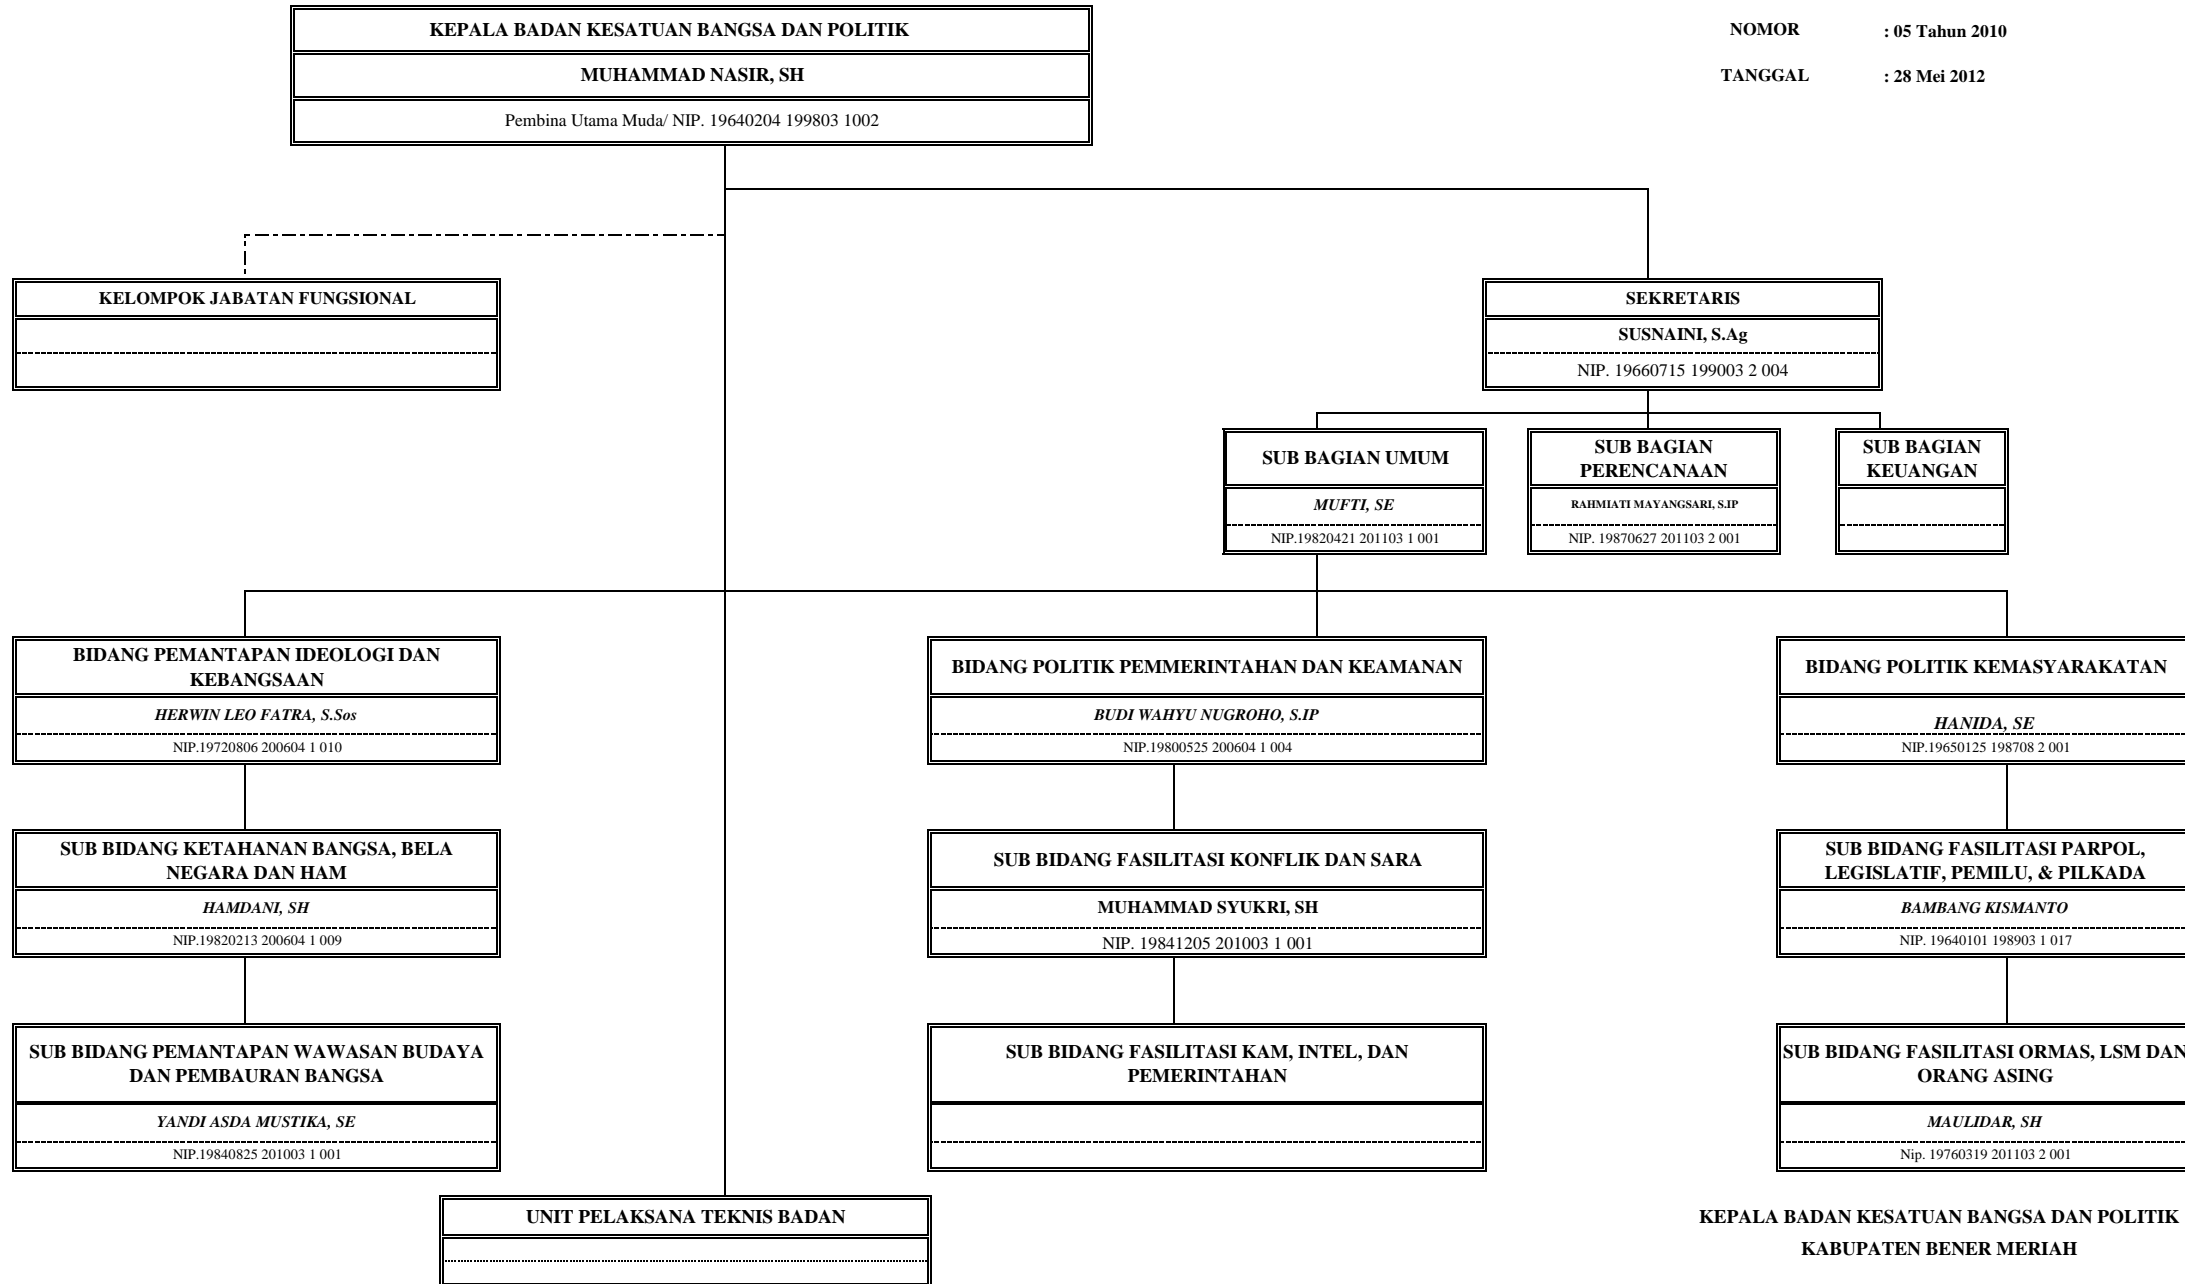 KEPALA BADAN KESATUAN BANGSA DAN POLITIK
MUHAMMAD NASIR, SH
Pembina Utama Muda/ NIP. 19640204 199803 1002
NOMOR : 05 Tahun 2010
TANGGAL : 28 Mei 2012
KELOMPOK JABATAN FUNGSIONAL
SEKRETARIS
SUSNAINI, S.Ag
NIP. 19660715 199003 2 004
SUB BAGIAN UMUM
MUFTI, SE
NIP.19820421 201103 1 001
SUB BAGIAN
PERENCANAAN
RAHMIATI MAYANGSARI, S.IP
NIP. 19870627 201103 2 001
SUB BAGIAN
KEUANGAN
BIDANG PEMANTAPAN IDEOLOGI DAN
KEBANGSAAN
HERWIN LEO FATRA, S.Sos
NIP.19720806 200604 1 010
BIDANG POLITIK PEMMERINTAHAN DAN KEAMANAN
BUDI WAHYU NUGROHO, S.IP
NIP.19800525 200604 1 004
BIDANG POLITIK KEMASYARAKATAN
HANIDA, SE
NIP.19650125 198708 2 001
SUB BIDANG KETAHANAN BANGSA, BELA
NEGARA DAN HAM
HAMDANI, SH
NIP.19820213 200604 1 009
SUB BIDANG FASILITASI KONFLIK DAN SARA
MUHAMMAD SYUKRI, SH
NIP. 19841205 201003 1 001
SUB BIDANG FASILITASI PARPOL,
LEGISLATIF, PEMILU, & PILKADA
BAMBANG KISMANTO
NIP. 19640101 198903 1 017
SUB BIDANG PEMANTAPAN WAWASAN BUDAYA
DAN PEMBAURAN BANGSA
YANDI ASDA MUSTIKA, SE
NIP.19840825 201003 1 001
SUB BIDANG FASILITASI KAM, INTEL, DAN
PEMERINTAHAN
SUB BIDANG FASILITASI ORMAS, LSM DAN
ORANG ASING
MAULIDAR, SH
Nip. 19760319 201103 2 001
UNIT PELAKSANA TEKNIS BADAN
KEPALA BADAN KESATUAN BANGSA DAN POLITIK
KABUPATEN BENER MERIAH